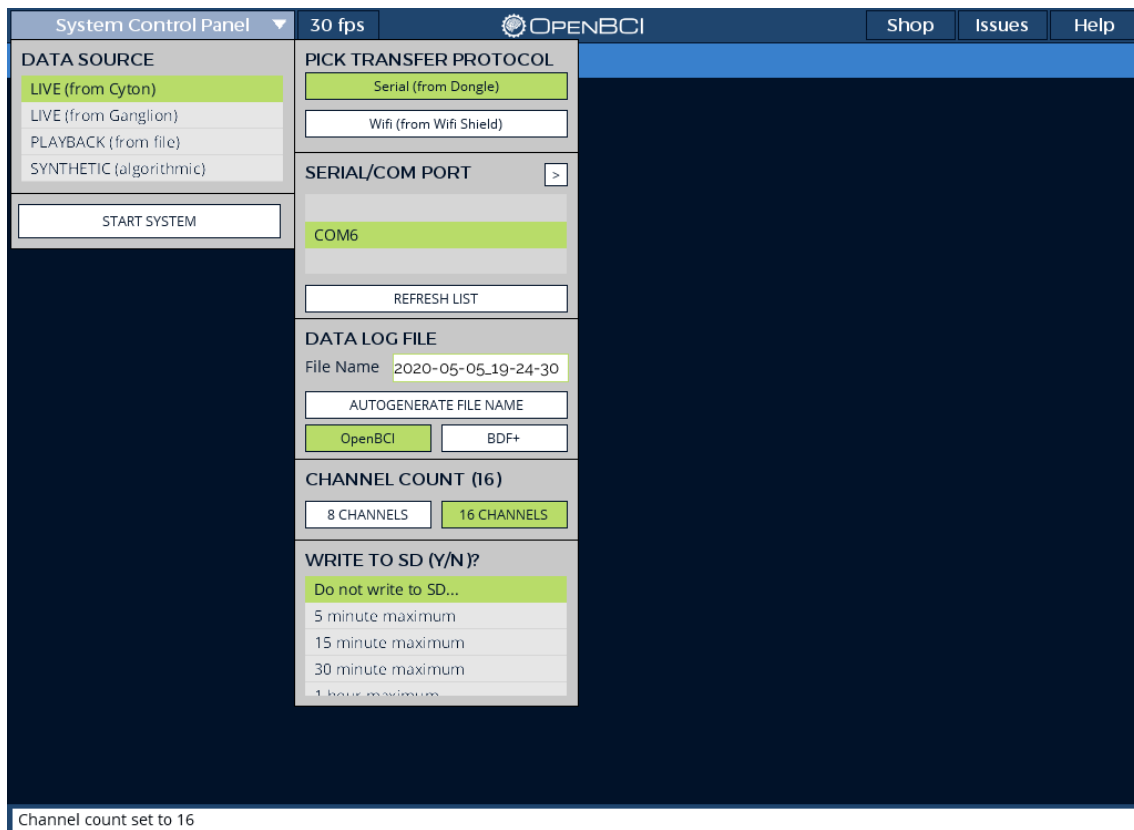 System Control Panel 30 fps OPENBCI Shop Issues Help
DATA SOURCE
LIVE (from Cyton)
LIVE (from Ganglion)
PLAYBACK (from file)
SYNTHETIC (algorithmic)
START SYSTEM
PICK TRANSFER PROTOCOL
Serial (from Dongle)
Wifi (from Wifi Shield)
SERIAL/COM PORT >
COM6
REFRESH LIST
DATA LOG FILE
File Name 2020-05-05_19-24-30
AUTOGENERATE FILE NAME
OpenBCI BDF+
CHANNEL COUNT (16)
8 CHANNELS 16 CHANNELS
WRITE TO SD (Y/N)?
Do not write to SD...
5 minute maximum
15 minute maximum
30 minute maximum
1 hour maximum
Channel count set to 16